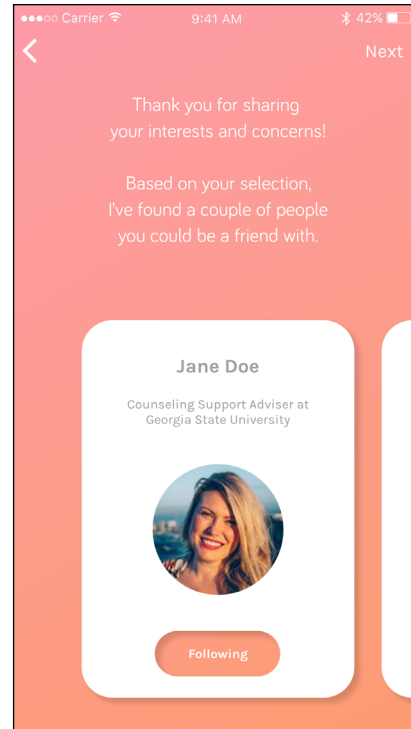 Carrier 9:41 AM 42%
Next
Thank you for sharing
your interests and concerns!
Based on your selection,
I've found a couple of people
you could be a friend with.
Jane Doe
Counseling Support Adviser at
Georgia State University
Following